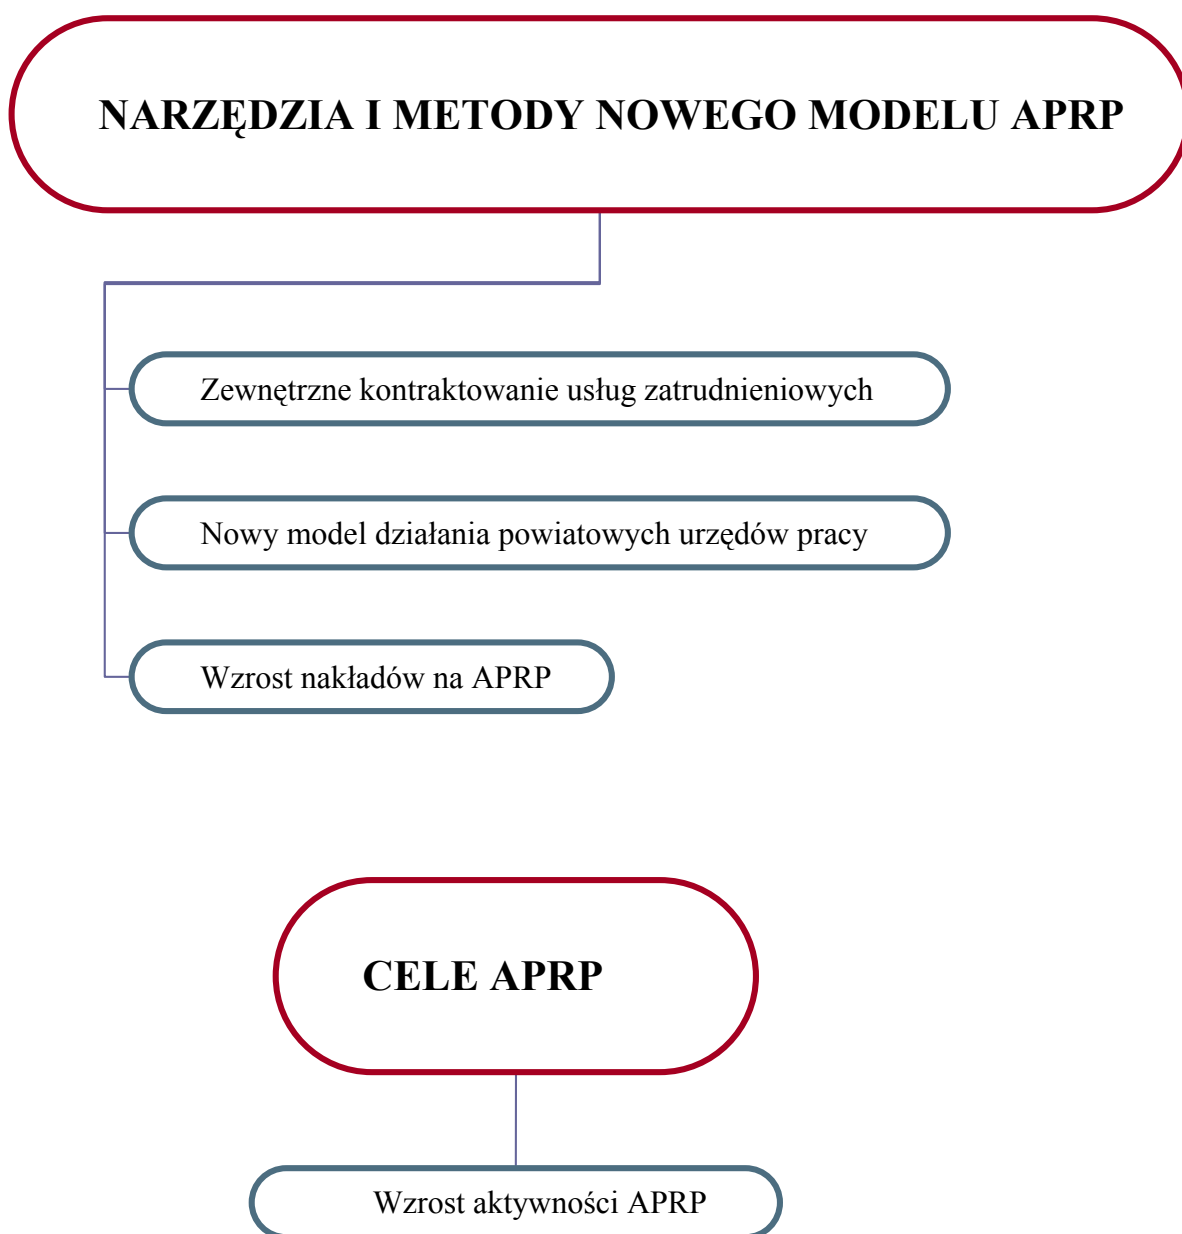 NARZĘDZIA I METODY NOWEGO MODELU APRP
Zewnętrzne kontraktowanie usług zatrudnieniowych
Nowy model działania powiatowych urzędów pracy
Wzrost nakładów na APRP
CELE APRP
Wzrost aktywności APRP